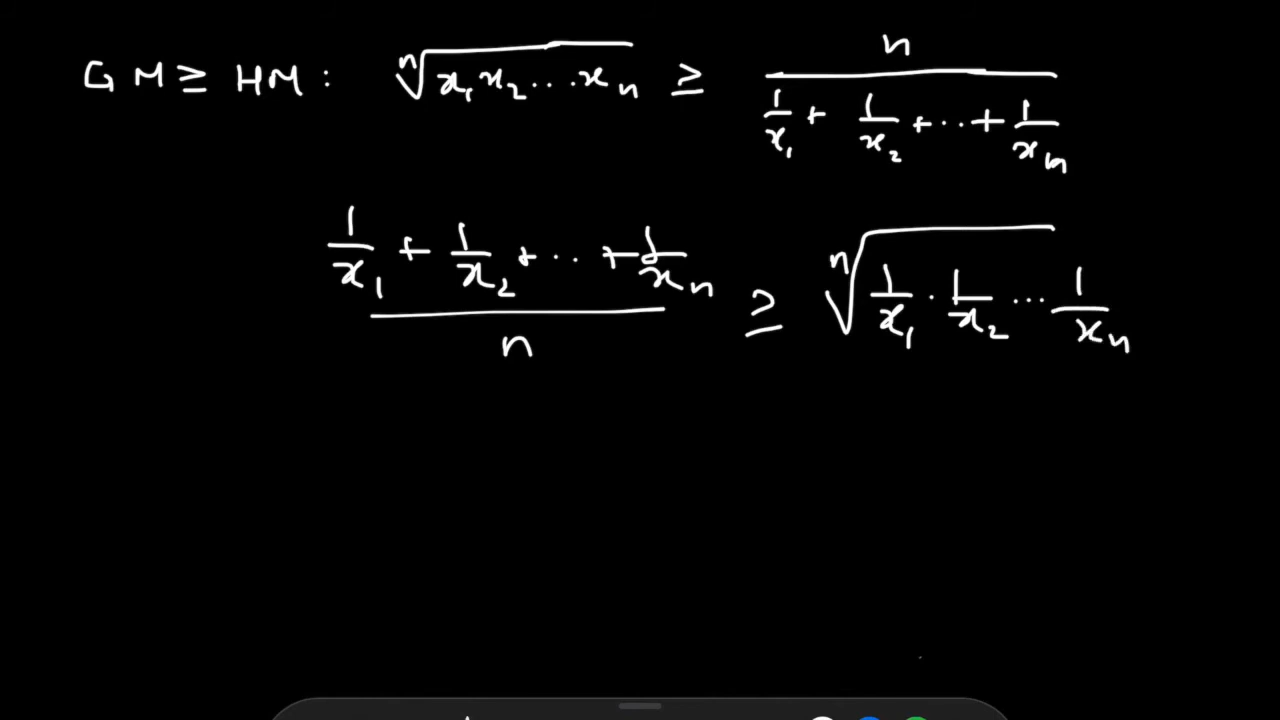 GM ≥ HM: ⁿ√(x₁x₂...xₙ) ≥ n/(1/x₁ + 1/x₂ + ·· + 1/xₙ)
(1/x₁ + 1/x₂ + ·· + 1/xₙ)/n ≥ ⁿ√(1/x₁ · 1/x₂ ··· 1/xₙ)